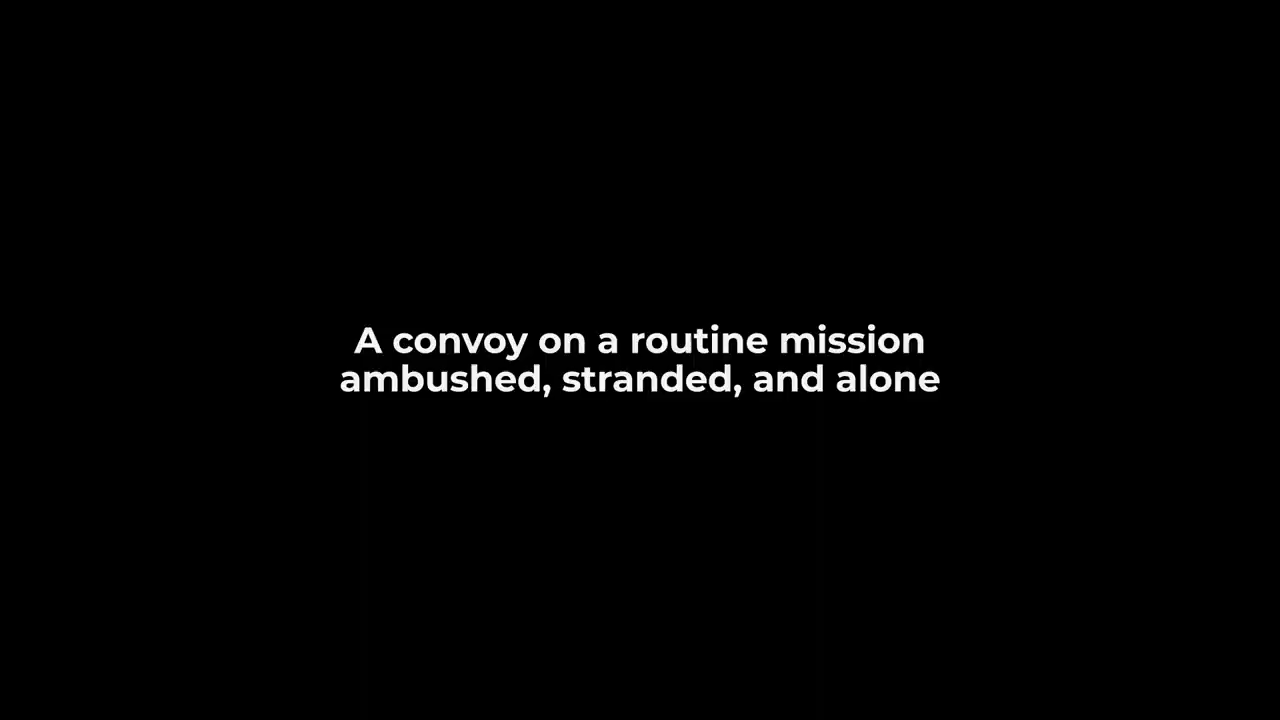 A convoy on a routine mission
ambushed, stranded, and alone